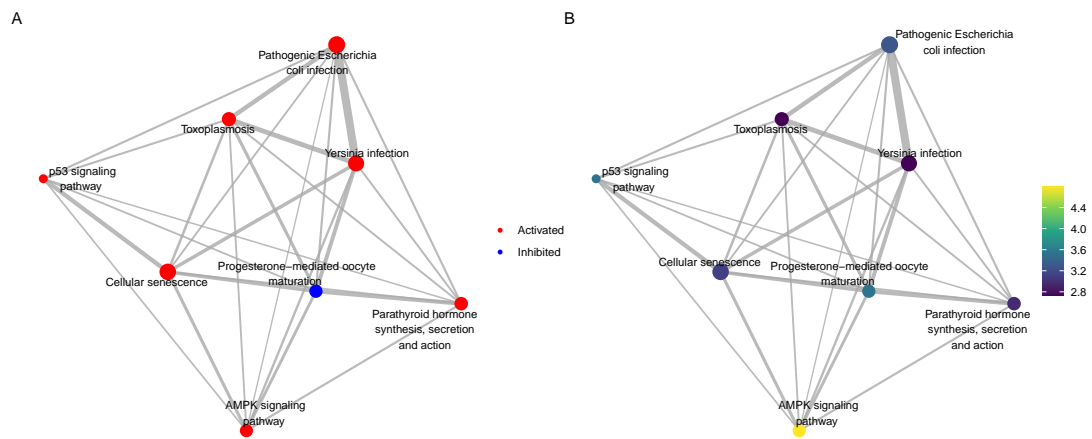 A
Pathogenic Escherichia
coli infection
Toxoplasmosis
Yersinia infection
p53 signaling
pathway
Cellular senescence
Progesterone−mediated oocyte
maturation
Parathyroid hormone
synthesis, secretion
and action
AMPK signaling
pathway
Activated
Inhibited
B
Pathogenic Escherichia
coli infection
Toxoplasmosis
Yersinia infection
p53 signaling
pathway
Cellular senescence
Progesterone−mediated oocyte
maturation
Parathyroid hormone
synthesis, secretion
and action
AMPK signaling
pathway
4.4
4.0
3.6
3.2
2.8